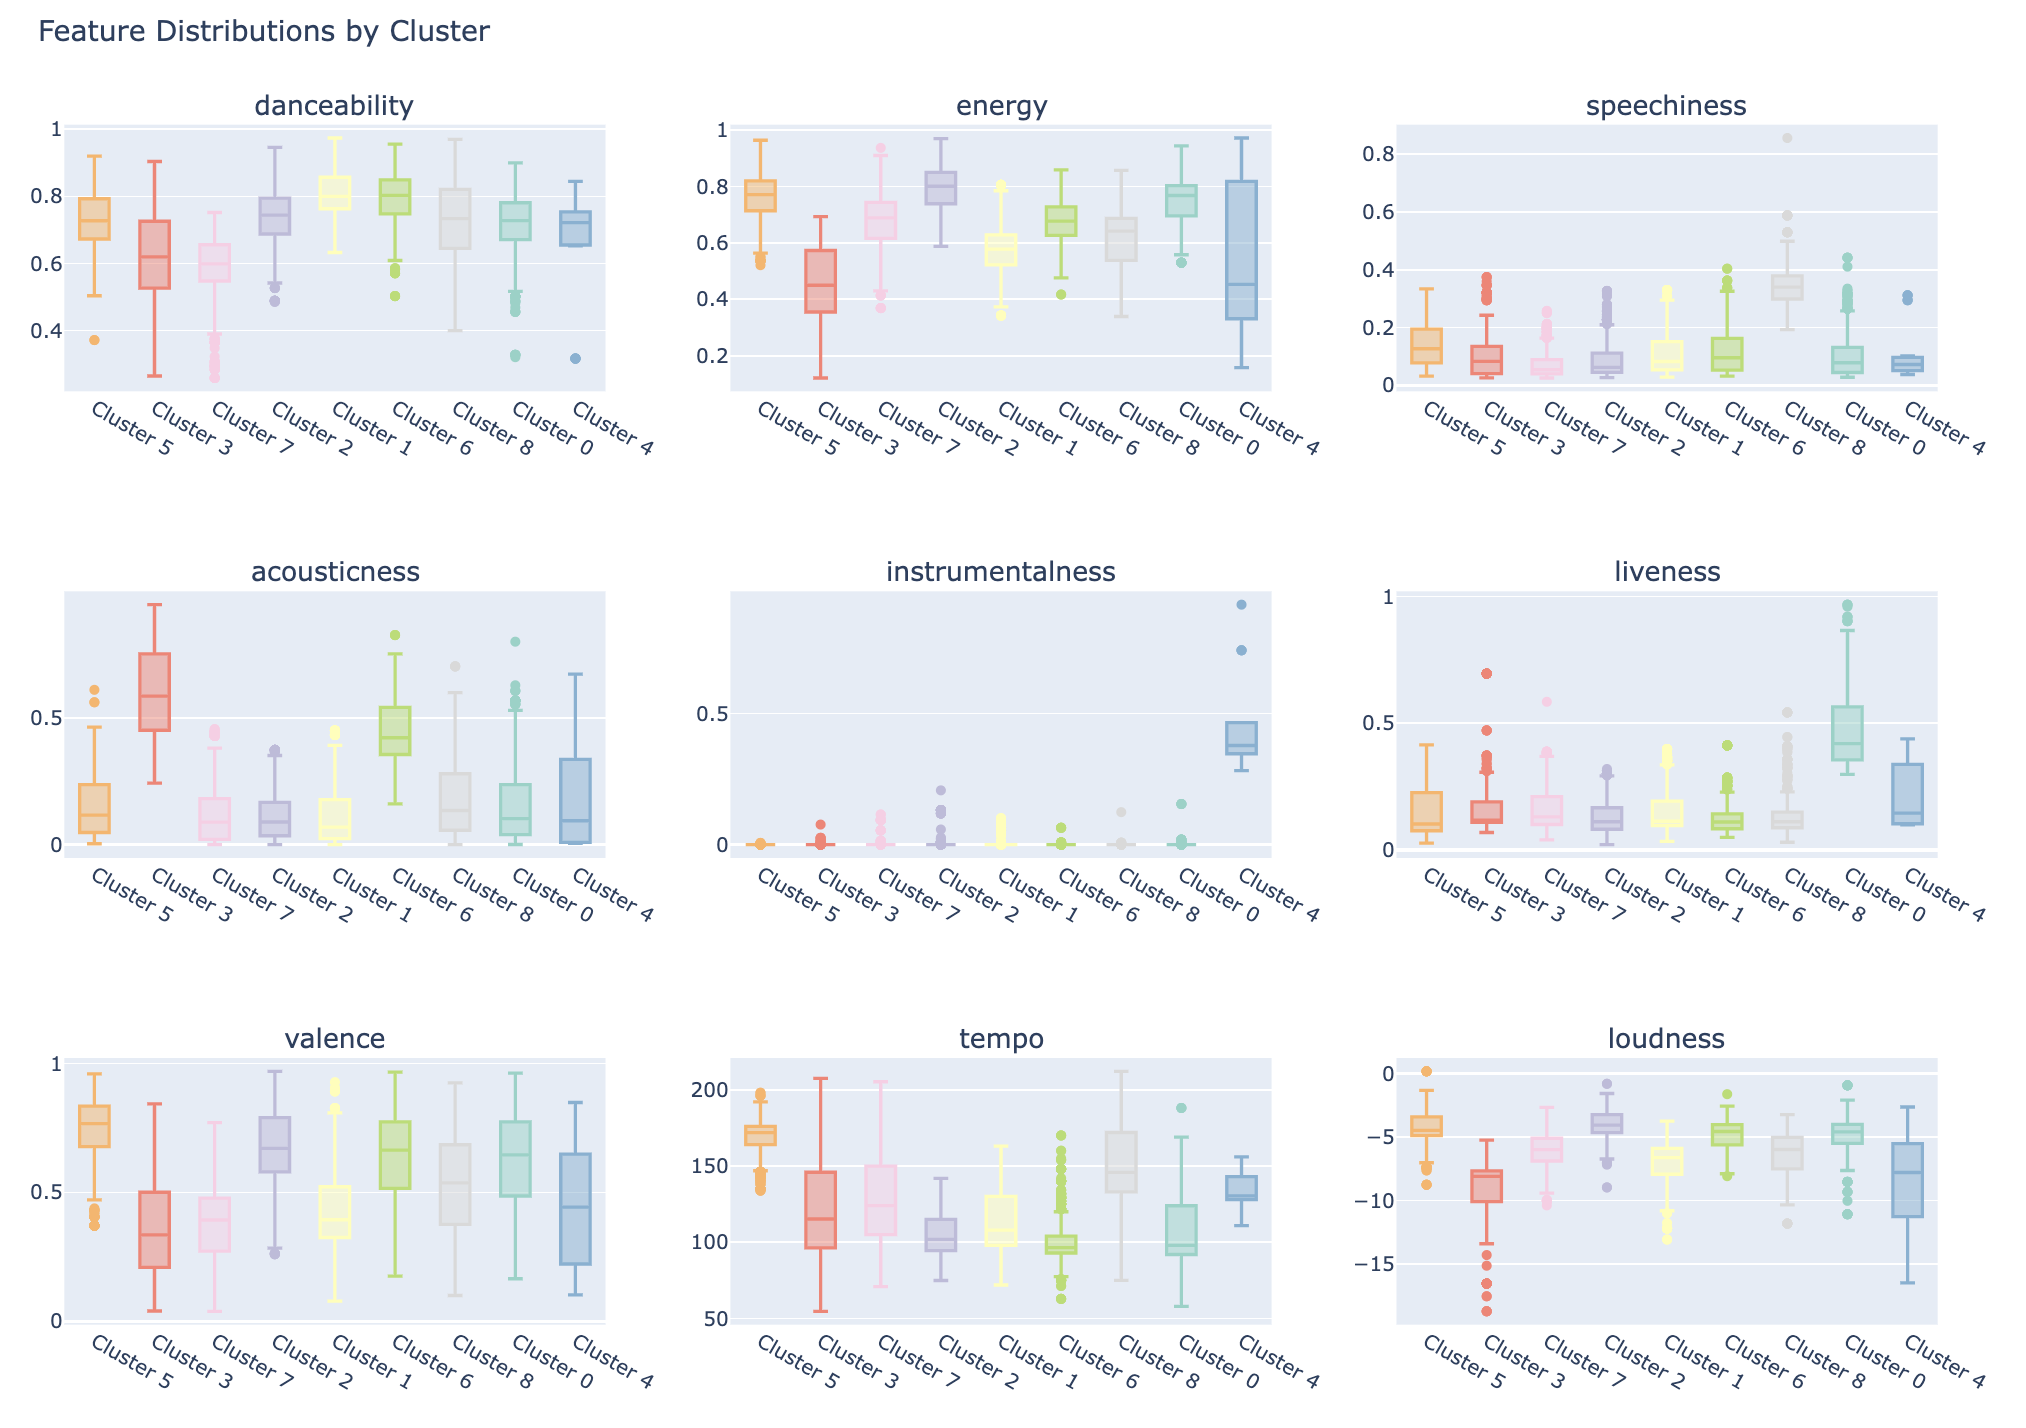 Feature Distributions by Cluster
danceability
energy
speechiness
1
0.8
0.6
0.4
1
0.8
0.6
0.4
0.2
0.8
0.6
0.4
0.2
0
Cluster 5
Cluster 3
Cluster 7
Cluster 2
Cluster 1
Cluster 6
Cluster 8
Cluster 0
Cluster 4
Cluster 5
Cluster 3
Cluster 7
Cluster 2
Cluster 1
Cluster 6
Cluster 8
Cluster 0
Cluster 4
Cluster 5
Cluster 3
Cluster 7
Cluster 2
Cluster 1
Cluster 6
Cluster 8
Cluster 0
Cluster 4
acousticness
instrumentalness
liveness
0.5
0
0.5
0
1
0.5
0
Cluster 5
Cluster 3
Cluster 7
Cluster 2
Cluster 1
Cluster 6
Cluster 8
Cluster 0
Cluster 4
Cluster 5
Cluster 3
Cluster 7
Cluster 2
Cluster 1
Cluster 6
Cluster 8
Cluster 0
Cluster 4
Cluster 5
Cluster 3
Cluster 7
Cluster 2
Cluster 1
Cluster 6
Cluster 8
Cluster 0
Cluster 4
valence
tempo
loudness
1
0.5
0
200
150
100
50
0
−5
−10
−15
Cluster 5
Cluster 3
Cluster 7
Cluster 2
Cluster 1
Cluster 6
Cluster 8
Cluster 0
Cluster 4
Cluster 5
Cluster 3
Cluster 7
Cluster 2
Cluster 1
Cluster 6
Cluster 8
Cluster 0
Cluster 4
Cluster 5
Cluster 3
Cluster 7
Cluster 2
Cluster 1
Cluster 6
Cluster 8
Cluster 0
Cluster 4